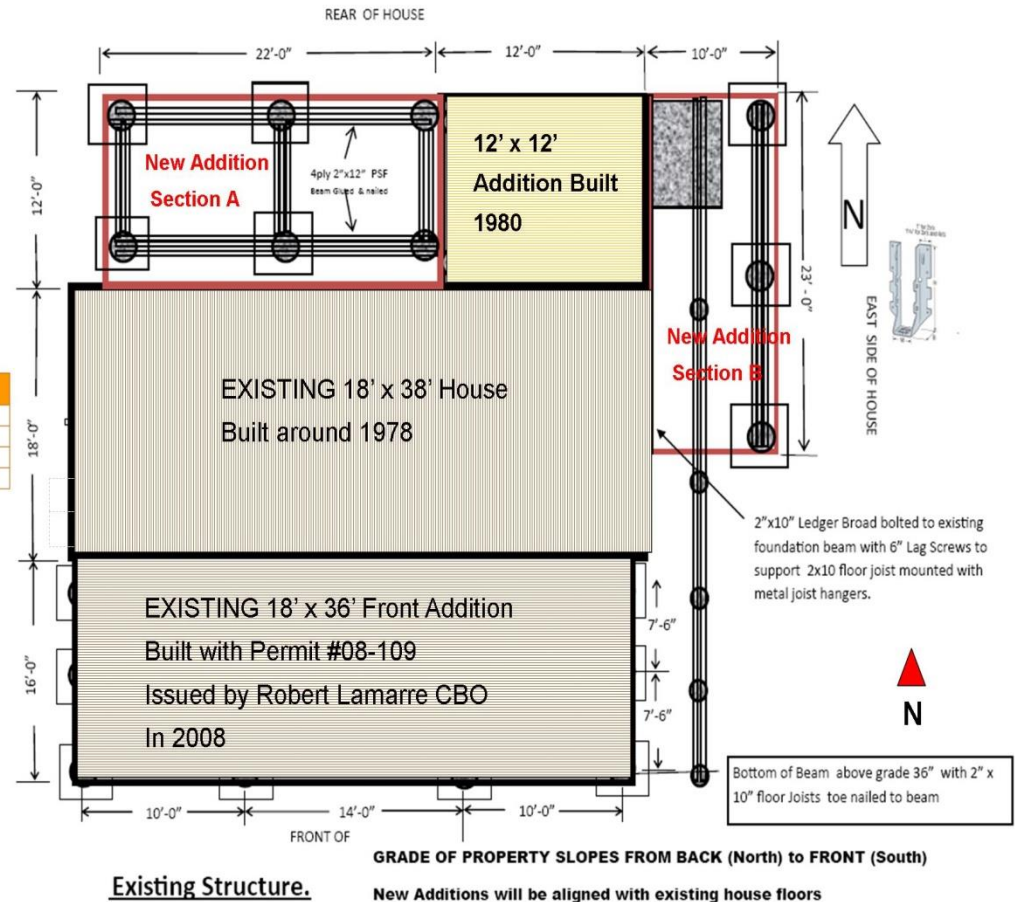 REAR OF HOUSE
22'-0"
12'-0"
10'-0"
12'-0"
New Addition
Section A
4ply 2"x12" PSF
Beam Glued & nailed
12' x 12'
Addition Built
1980
N
23'-0"
EAST SIDE OF HOUSE
New Addition
Section B
18'-0"
EXISTING 18' x 38' House
Built around 1978
2"x10" Ledger Broad bolted to existing
foundation beam with 6" Lag Screws to
support 2x10 floor joist mounted with
metal joist hangers.
16'-0"
EXISTING 18' x 36' Front Addition
Built with Permit #08-109
Issued by Robert Lamarre CBO
In 2008
7'-6"
7'-6"
N
Bottom of Beam above grade 36" with 2" x
10" floor Joists toe nailed to beam
10'-0"
14'-0"
10'-0"
FRONT OF
GRADE OF PROPERTY SLOPES FROM BACK (North) to FRONT (South)
Existing Structure.
New Additions will be aligned with existing house floors